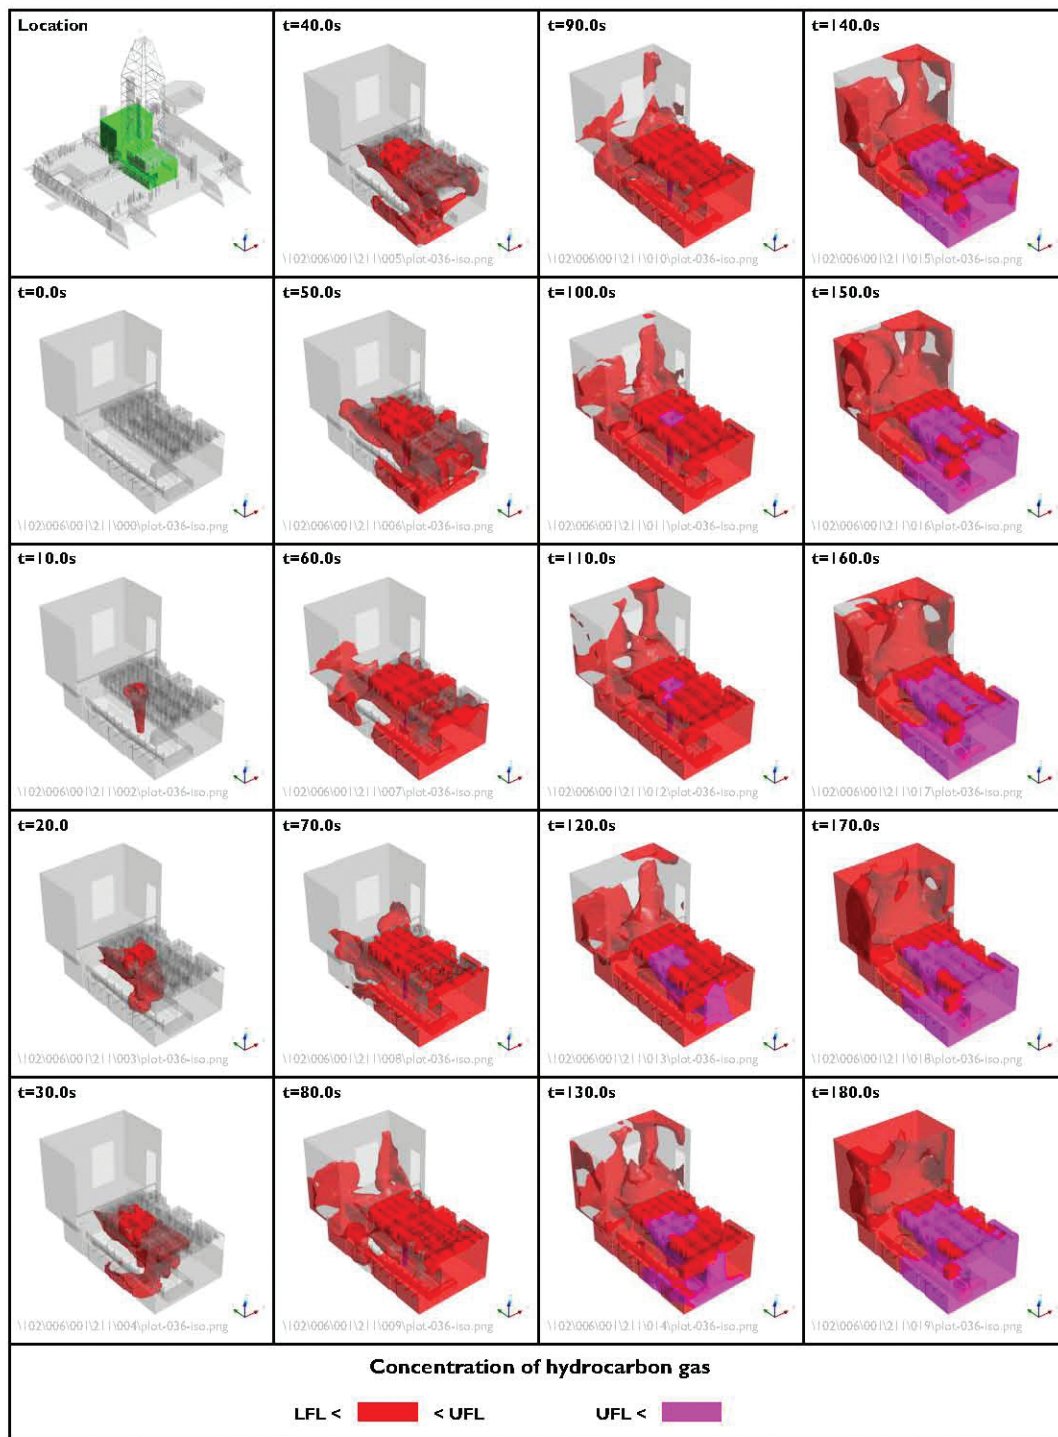 Location
t=0.0s
\102\006\001\211\000\plot-036-iso.png
t=10.0s
\102\006\001\211\002\plot-036-iso.png
t=20.0
\102\006\001\211\003\plot-036-iso.png
t=30.0s
\102\006\001\211\004\plot-036-iso.png
t=40.0s
\102\006\001\211\005\plot-036-iso.png
t=50.0s
\102\006\001\211\006\plot-036-iso.png
t=60.0s
\102\006\001\211\007\plot-036-iso.png
t=70.0s
\102\006\001\211\008\plot-036-iso.png
t=80.0s
\102\006\001\211\009\plot-036-iso.png
t=90.0s
\102\006\001\211\010\plot-036-iso.png
t=100.0s
\102\006\001\211\011\plot-036-iso.png
t=110.0s
\102\006\001\211\012\plot-036-iso.png
t=120.0s
\102\006\001\211\013\plot-036-iso.png
t=130.0s
\102\006\001\211\014\plot-036-iso.png
t=140.0s
\102\006\001\211\015\plot-036-iso.png
t=150.0s
\102\006\001\211\016\plot-036-iso.png
t=160.0s
\102\006\001\211\017\plot-036-iso.png
t=170.0s
\102\006\001\211\018\plot-036-iso.png
t=180.0s
\102\006\001\211\019\plot-036-iso.png
Concentration of hydrocarbon gas
LFL < < UFL UFL <